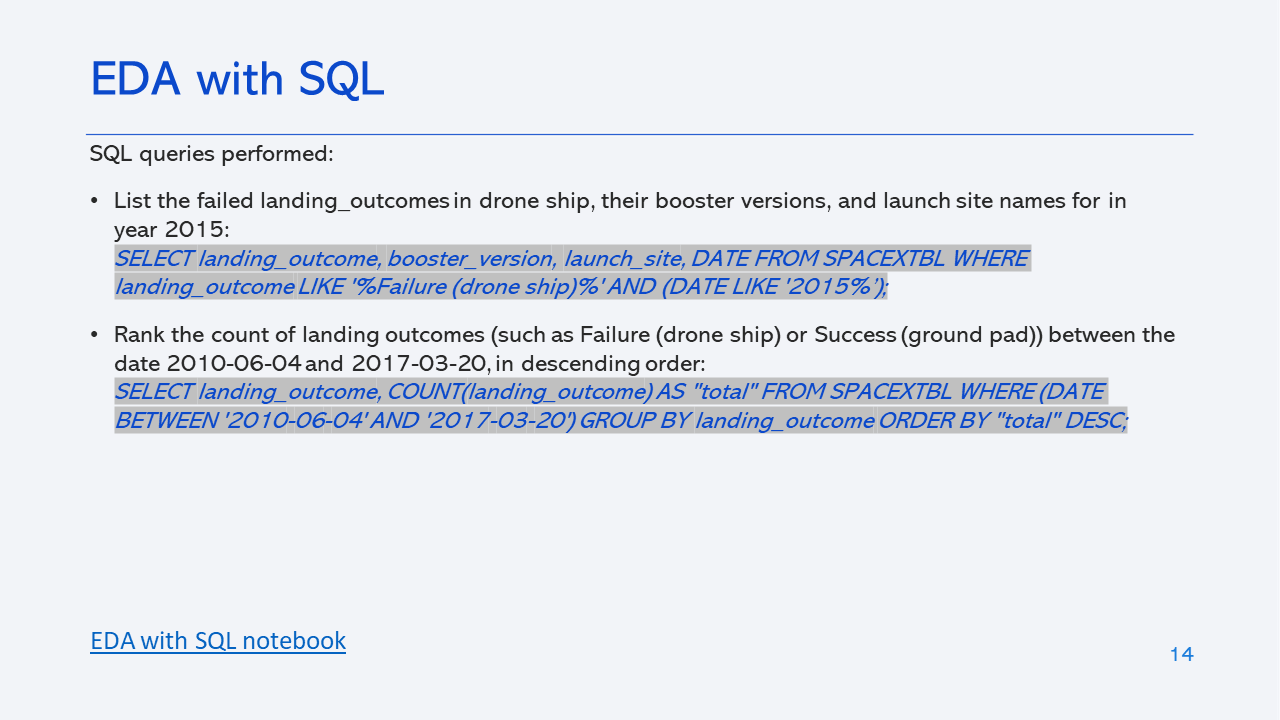 EDA with SQL
SQL queries performed:
• List the failed landing_outcomes in drone ship, their booster versions, and launch site names for in
year 2015:
SELECT landing_outcome, booster_version, launch_site, DATE FROM SPACEXTBL WHERE
landing_outcome LIKE '%Failure (drone ship)%' AND (DATE LIKE '2015%');
• Rank the count of landing outcomes (such as Failure (drone ship) or Success (ground pad)) between the
date 2010-06-04 and 2017-03-20, in descending order:
SELECT landing_outcome, COUNT(landing_outcome) AS "total" FROM SPACEXTBL WHERE (DATE
BETWEEN '2010-06-04' AND '2017-03-20') GROUP BY landing_outcome ORDER BY "total" DESC;
EDA with SQL notebook
14